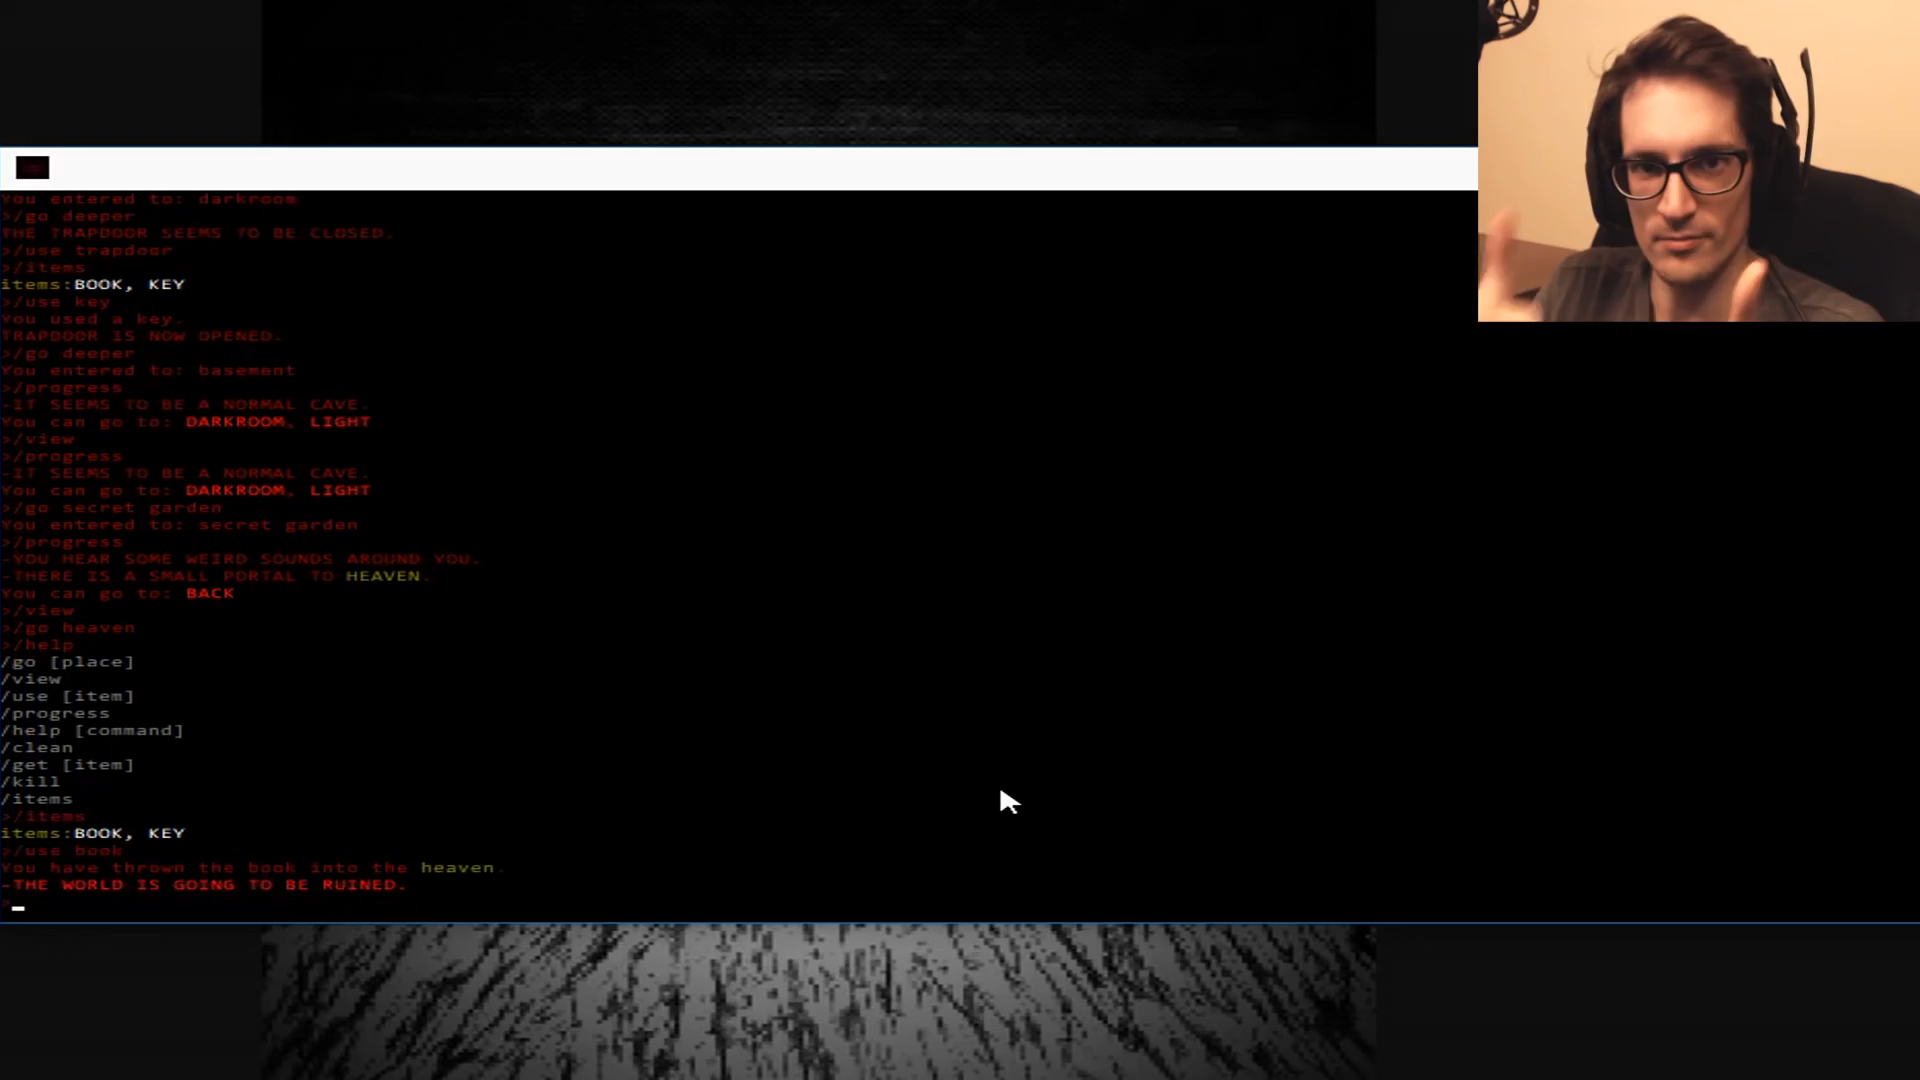 You entered to: darkroom
>/go deeper
THE TRAPDOOR SEEMS TO BE CLOSED.
>/use trapdoor
>/items
items:BOOK, KEY
>/use key
You used a key.
TRAPDOOR IS NOW OPENED.
>/go deeper
You entered to: basement
>/progress
-IT SEEMS TO BE A NORMAL CAVE.
You can go to: DARKROOM, LIGHT
>/view
>/progress
-IT SEEMS TO BE A NORMAL CAVE.
You can go to: DARKROOM, LIGHT
>/go secret garden
You entered to: secret garden
>/progress
-YOU HEAR SOME WEIRD SOUNDS AROUND YOU.
-THERE IS A SMALL PORTAL TO HEAVEN.
You can go to: BACK
>/view
>/go heaven
>/help
/go [place]
/view
/use [item]
/progress
/help [command]
/clean
/get [item]
/kill
/items
>/items
items:BOOK, KEY
>/use book
You have thrown the book into the heaven.
-THE WORLD IS GOING TO BE RUINED.
>